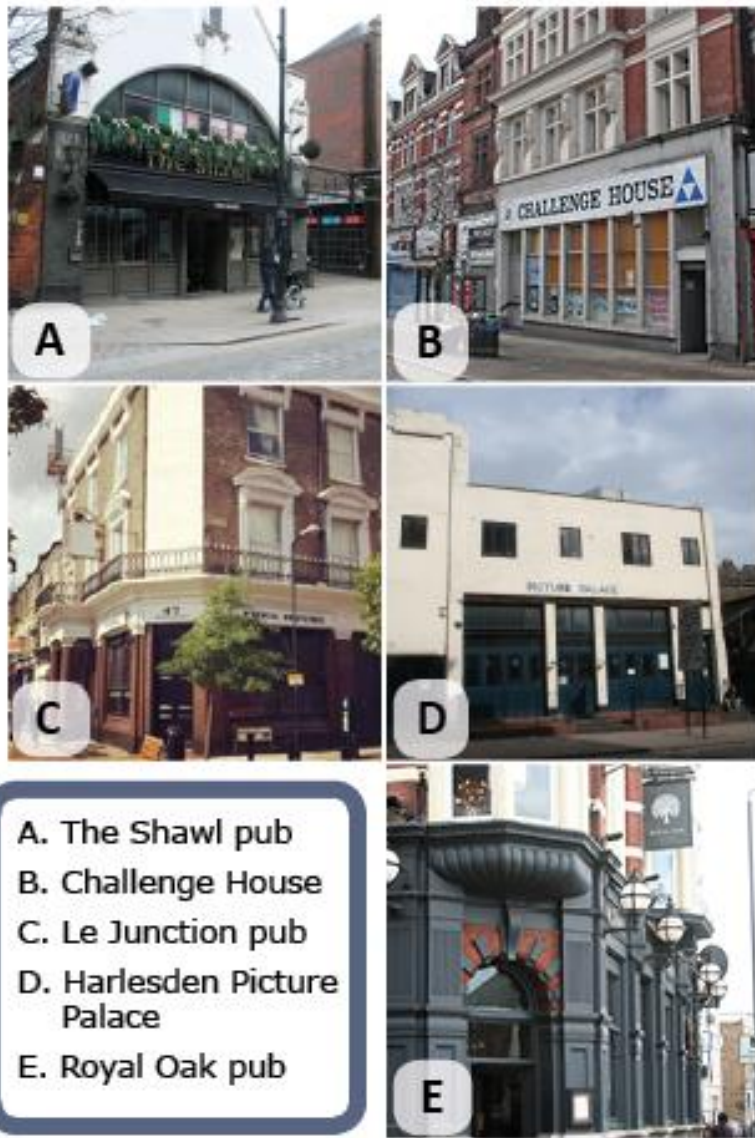 THE SHAWL
A
CHALLENGE HOUSE
B
47
C
PICTURE PALACE
D
A. The Shawl pub
B. Challenge House
C. Le Junction pub
D. Harlesden Picture
Palace
E. Royal Oak pub
E